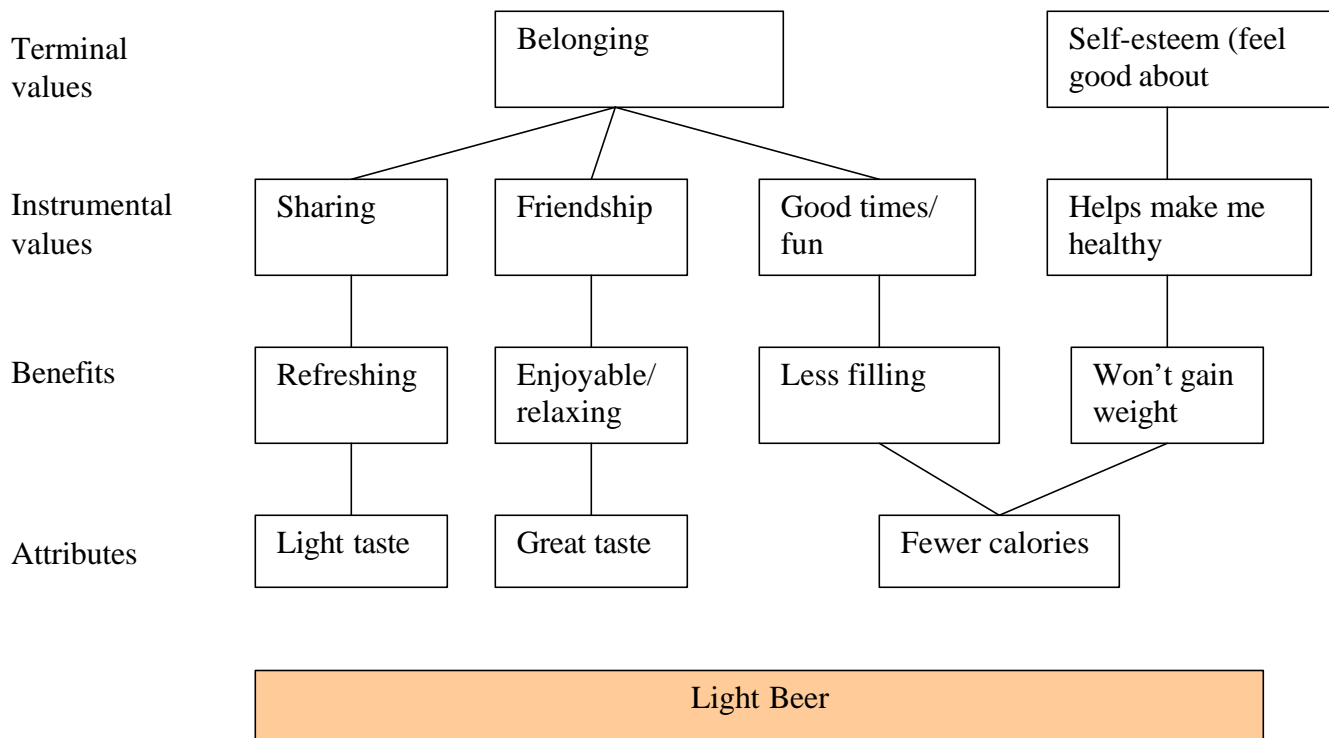 Terminal
values
Belonging
Self-esteem (feel
good about
Instrumental
values
Sharing
Friendship
Good times/
fun
Helps make me
healthy
Benefits
Refreshing
Enjoyable/
relaxing
Less filling
Won’t gain
weight
Attributes
Light taste
Great taste
Fewer calories
Light Beer